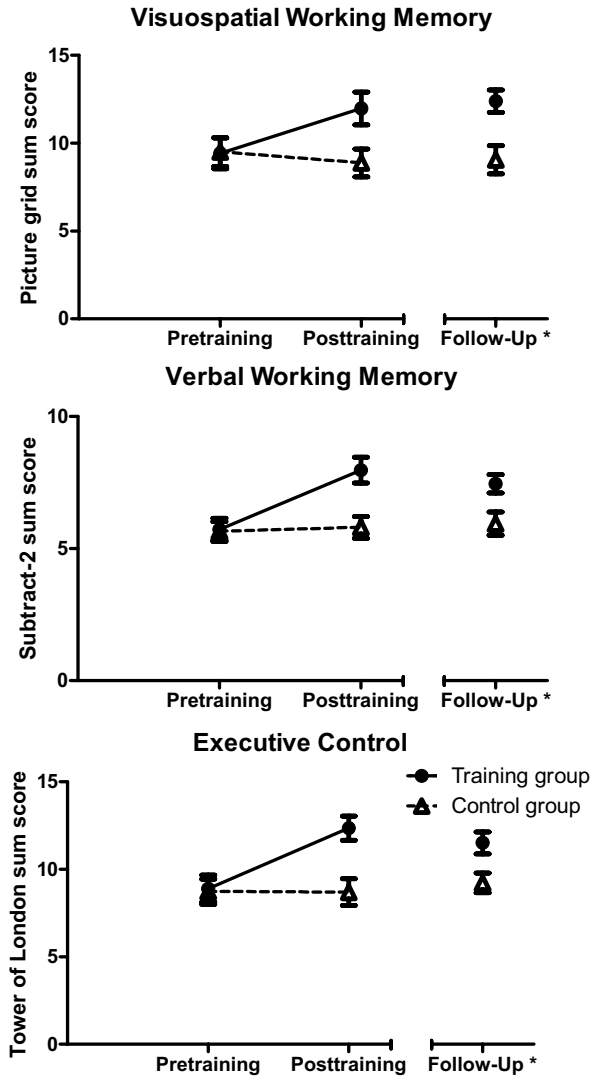 Visuospatial Working Memory
Picture grid sum score
15
10
5
0
Pretraining Posttraining Follow-Up *
Verbal Working Memory
Subtract-2 sum score
10
5
0
Pretraining Posttraining Follow-Up *
Executive Control
Tower of London sum score
15
10
5
0
Training group
Control group
Pretraining Posttraining Follow-Up *